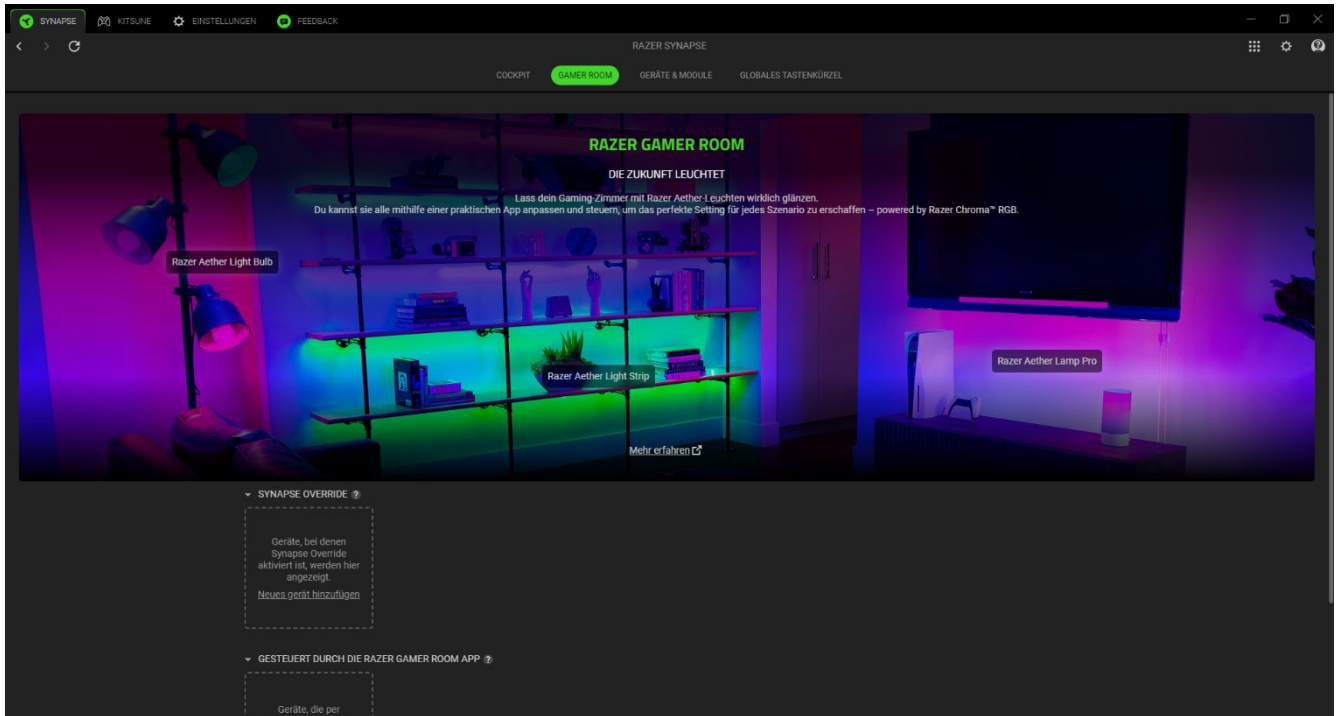 SYNAPSE
KITSUNE
EINSTELLUNGEN
FEEDBACK
RAZER SYNAPSE
COCKPIT
GAMER ROOM
GERÄTE & MODULE
GLOBALES TASTENKÜRZEL
RAZER GAMER ROOM
DIE ZUKUNFT LEUCHTET
Lass dein Gaming-Zimmer mit Razer Aether-Leuchten wirklich glänzen.
Du kannst sie alle mithilfe einer praktischen App anpassen und steuern, um das perfekte Setting für jedes Szenario zu erschaffen – powered by Razer Chroma™ RGB.
Razer Aether Light Bulb
Razer Aether Light Strip
Razer Aether Lamp Pro
Mehr erfahren
SYNAPSE OVERRIDE ?
Geräte, bei denen
Synapse Override
aktiviert ist, werden hier
angezeigt.
Neues gerät hinzufügen
GESTEUERT DURCH DIE RAZER GAMER ROOM APP ?
Geräte, die per